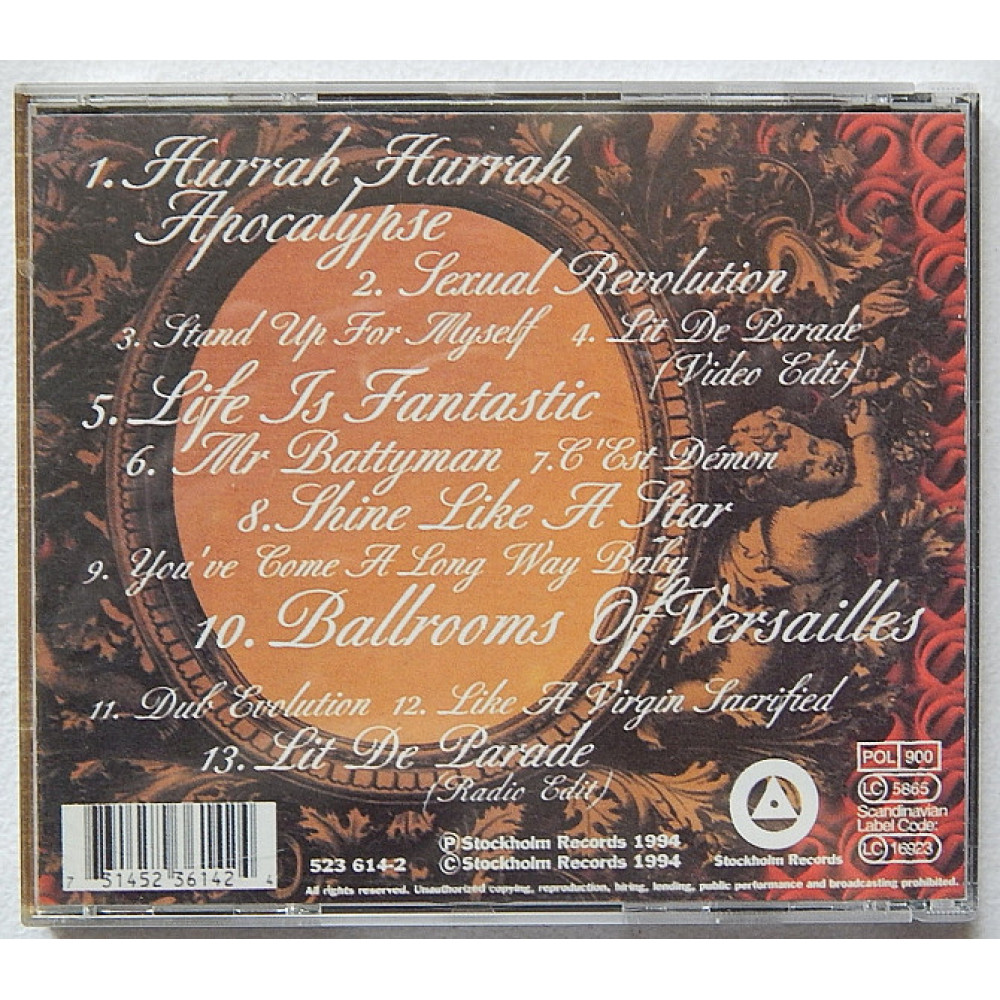 1. Hurrah Hurrah
Apocalypse
2. Sexual Revolution
3. Stand Up For Myself 4. Lit De Parade
(Video Edit)
5. Life Is Fantastic
6. Mr Battyman 7. C'Est Démon
8. Shine Like A Star
9. You've Come A Long Way Baby
10. Ballrooms Of Versailles
11. Dub Evolution 12. Like A Virgin Sacrified
13. Lit De Parade
(Radio Edit)
POL 900
LC 5865
Scandinavian
Label Code:
LC 16923
7 31452 36142 4
523 614-2
Ⓟ Stockholm Records 1994
© Stockholm Records 1994
Stockholm Records
All rights reserved. Unauthorized copying, reproduction, hiring, lending, public performance and broadcasting prohibited.